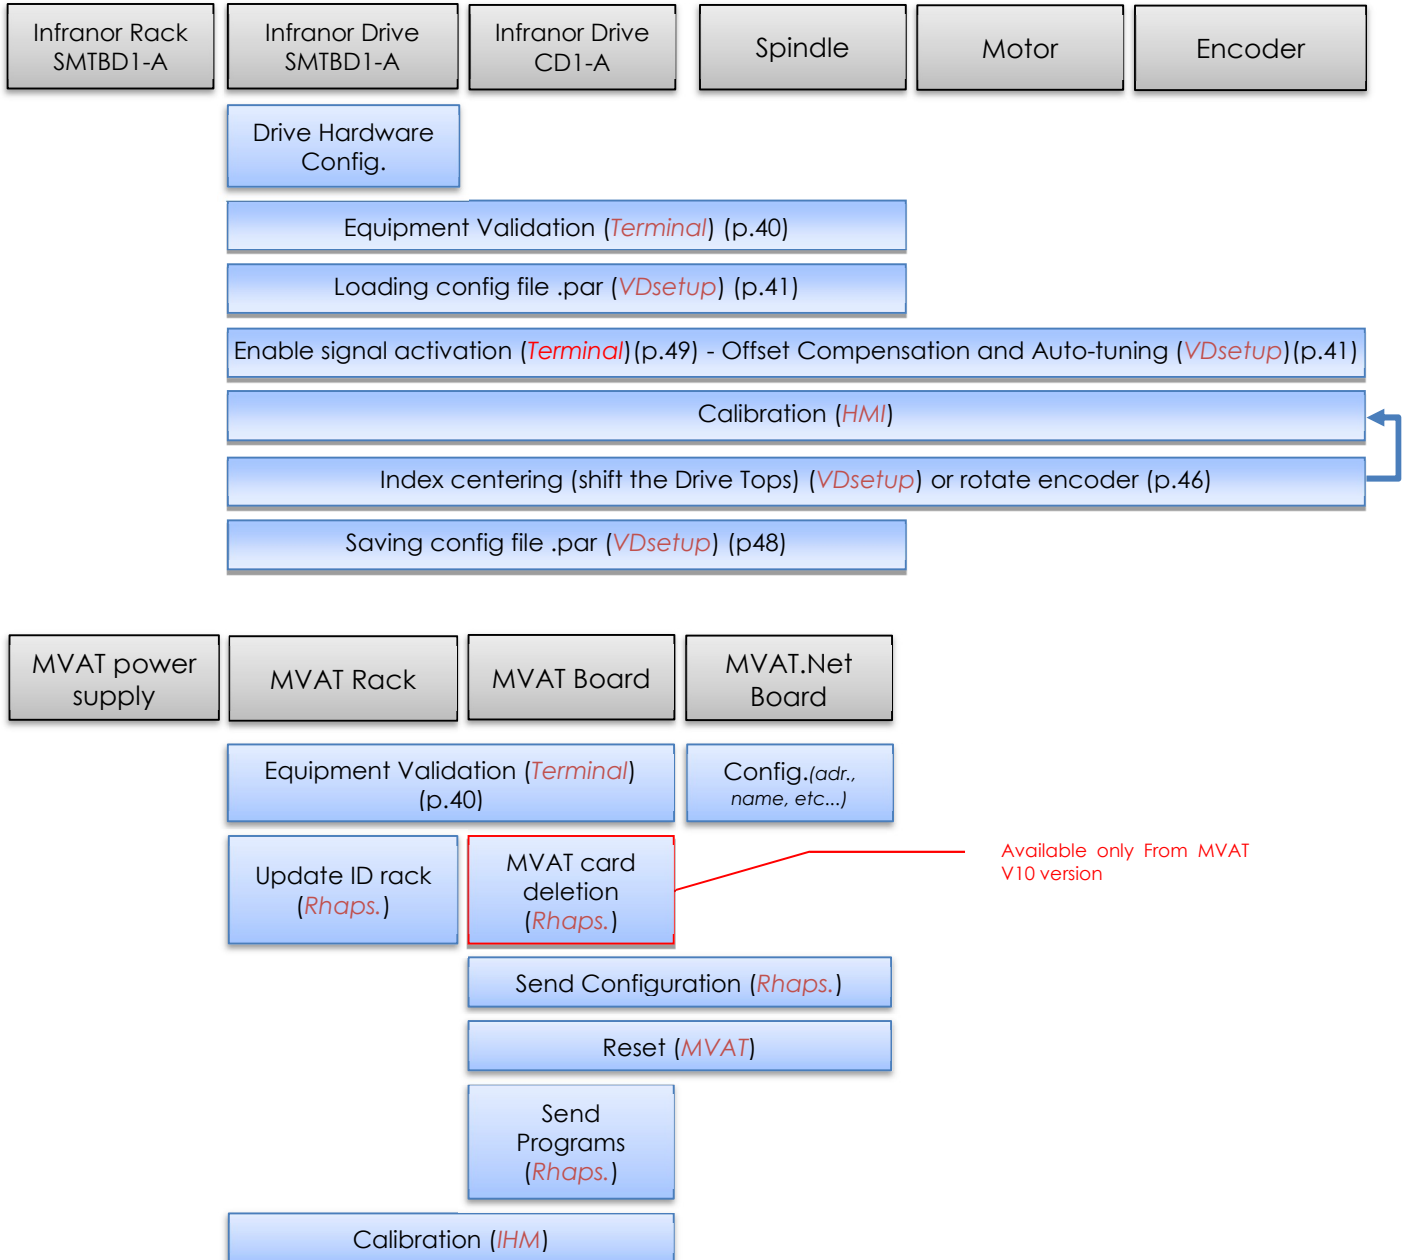 Infranor Rack
SMTBD1-A
Infranor Drive
SMTBD1-A
Infranor Drive
CD1-A
Spindle
Motor
Encoder
Drive Hardware
Config.
Equipment Validation (Terminal) (p.40)
Loading config file .par (VDsetup) (p.41)
Enable signal activation (Terminal)(p.49) - Offset Compensation and Auto-tuning (VDsetup)(p.41)
Calibration (HMI)
Index centering (shift the Drive Tops) (VDsetup) or rotate encoder (p.46)
Saving config file .par (VDsetup) (p48)
MVAT power
supply
MVAT Rack
MVAT Board
MVAT.Net
Board
Equipment Validation (Terminal)
(p.40)
Config.(adr.,
name, etc...)
Update ID rack
(Rhaps.)
MVAT card
deletion
(Rhaps.)
Available only From MVAT
V10 version
Send Configuration (Rhaps.)
Reset (MVAT)
Send
Programs
(Rhaps.)
Calibration (IHM)